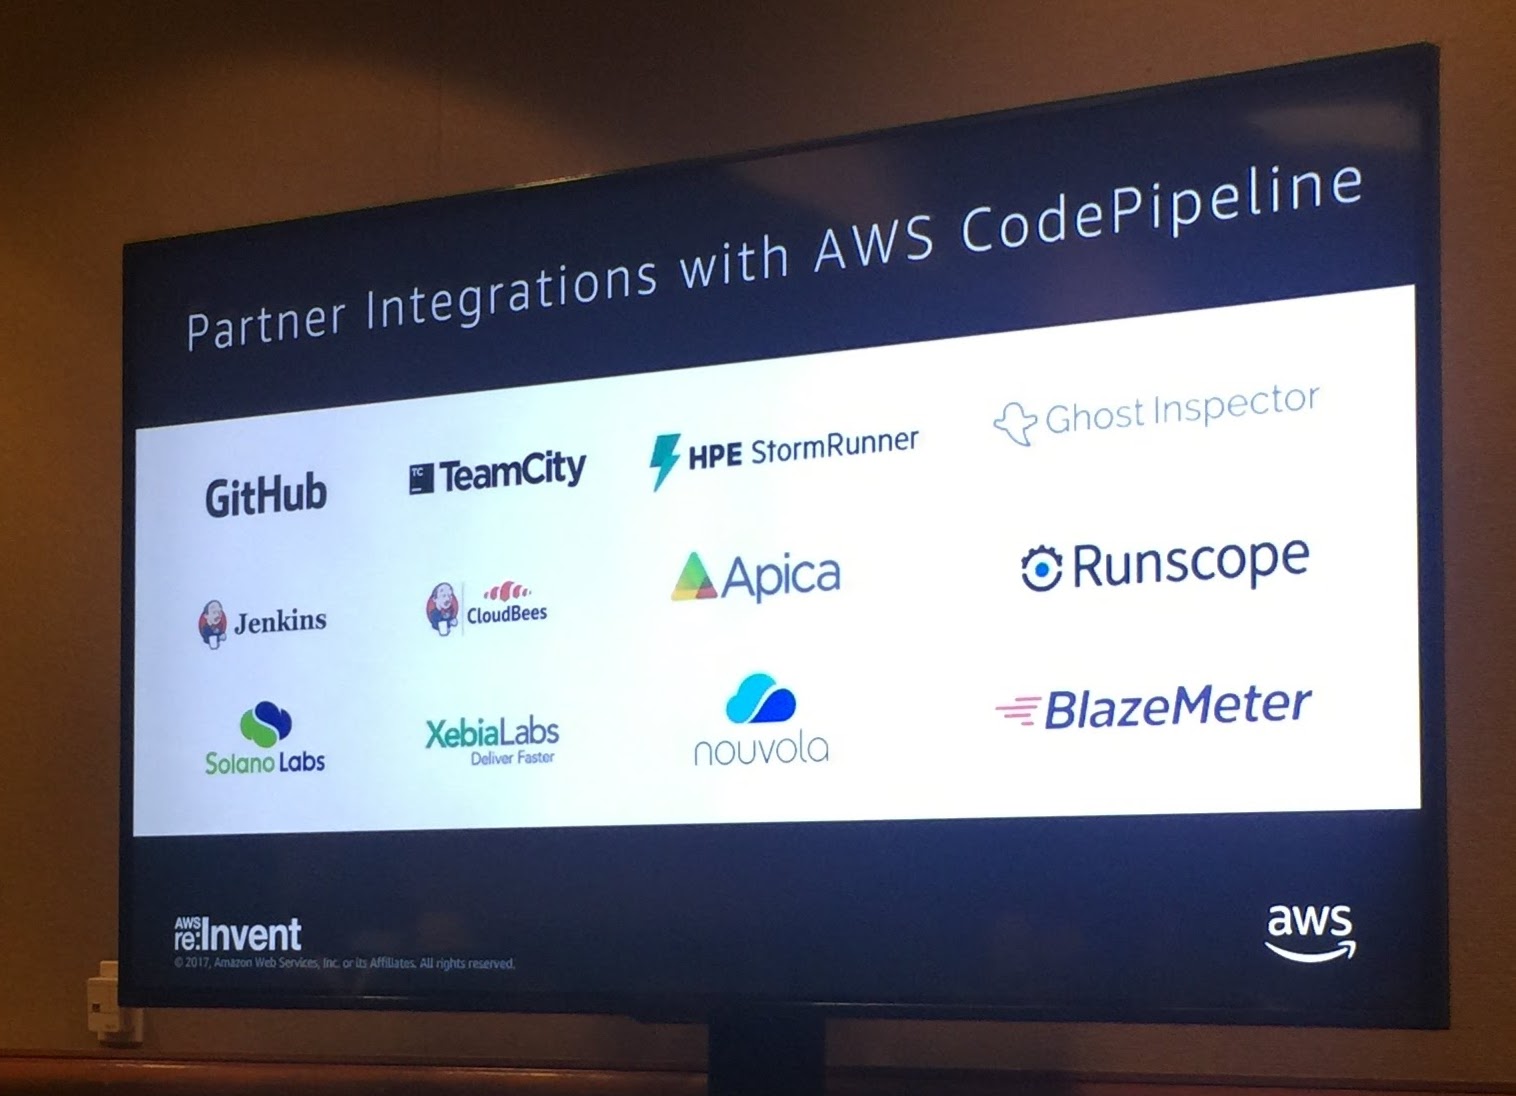 Partner Integrations with AWS CodePipeline
GitHub
TC TeamCity
HPE StormRunner
Ghost Inspector
Jenkins
CloudBees
Apica
Runscope
Solano Labs
XebiaLabs
Deliver Faster
nouvola
BlazeMeter
AWS
re:Invent
© 2017, Amazon Web Services, Inc. or its Affiliates. All rights reserved.
aws